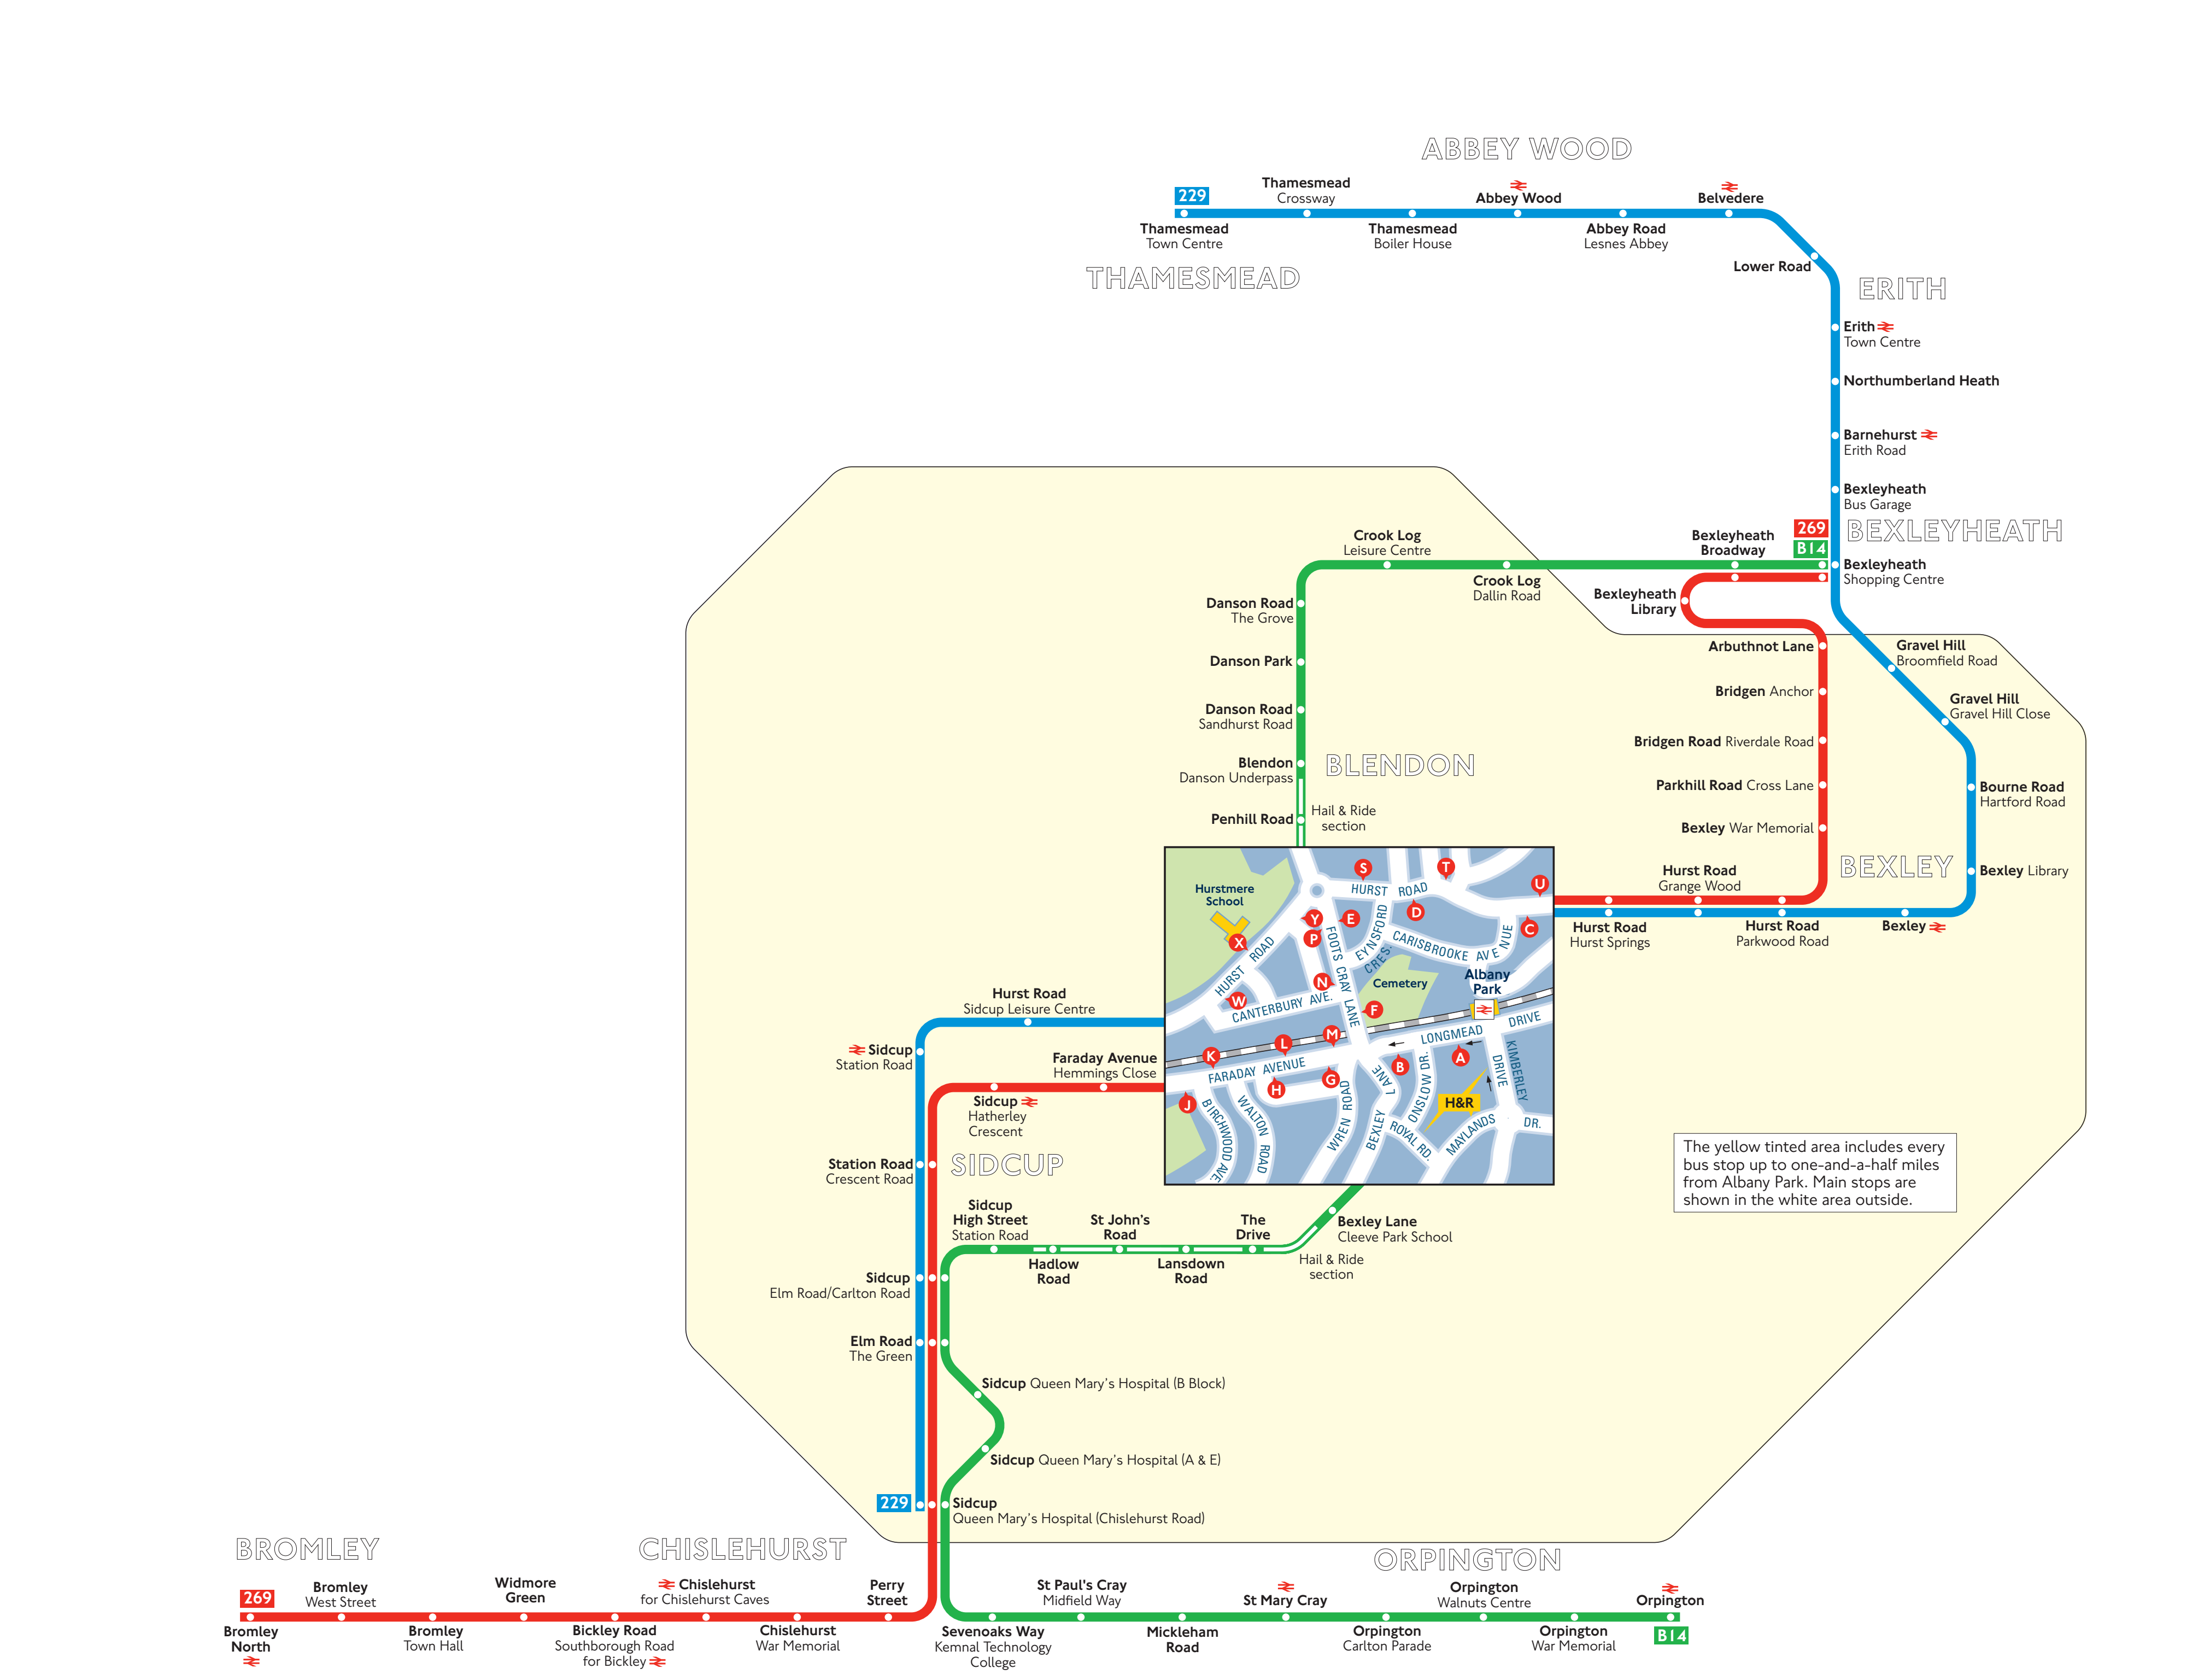 ABBEY WOOD
229
Thamesmead
Crossway
Abbey Wood
Belvedere
Thamesmead
Town Centre
Thamesmead
Boiler House
Abbey Road
Lesnes Abbey
Lower Road
THAMESMEAD
ERITH
Erith
Town Centre
Northumberland Heath
Barnehurst
Erith Road
Bexleyheath
Bus Garage
BEXLEYHEATH
269
B14
Bexleyheath
Shopping Centre
Bexleyheath
Broadway
Crook Log
Leisure Centre
Crook Log
Dallin Road
Bexleyheath
Library
Danson Road
The Grove
Danson Park
Danson Road
Sandhurst Road
Blendon
Danson Underpass
BLENDON
Penhill Road
Hail & Ride
section
Arbuthnot Lane
Bridgen Anchor
Bridgen Road Riverdale Road
Parkhill Road Cross Lane
Bexley War Memorial
Hurst Road
Grange Wood
Gravel Hill
Broomfield Road
Gravel Hill
Gravel Hill Close
Bourne Road
Hartford Road
BEXLEY
Bexley Library
Hurst Road
Hurst Springs
Hurst Road
Parkwood Road
Bexley
Hurstmere
School
S
T
U
HURST ROAD
Y
E
D
C
X
P
FOOTS CRAY LANE
EYNSFORD
CRES.
CARISBROOKE AVENUE
HURST ROAD
N
W
Cemetery
Albany
Park
CANTERBURY AVE.
F
M
L
K
LONGMEAD DRIVE
FARADAY AVENUE
B
A
G
H
J
H&R
KIMBERLEY
DRIVE
BIRCHWOOD AVE.
WALTON ROAD
WREN ROAD
BEXLEY LANE
ONSLOW DR.
ROYAL RD.
MAYLANDS DR.
Hurst Road
Sidcup Leisure Centre
Sidcup
Station Road
Faraday Avenue
Hemmings Close
Sidcup
Hatherley
Crescent
Station Road
Crescent Road
SIDCUP
Sidcup
High Street
Station Road
St John's
Road
The
Drive
Bexley Lane
Cleeve Park School
Hadlow
Road
Lansdown
Road
Hail & Ride
section
Sidcup
Elm Road/Carlton Road
Elm Road
The Green
Sidcup Queen Mary's Hospital (B Block)
Sidcup Queen Mary's Hospital (A & E)
229
Sidcup
Queen Mary's Hospital (Chislehurst Road)
The yellow tinted area includes every
bus stop up to one-and-a-half miles
from Albany Park. Main stops are
shown in the white area outside.
BROMLEY
CHISLEHURST
ORPINGTON
269
Bromley
West Street
Widmore
Green
Chislehurst
for Chislehurst Caves
Perry
Street
Bromley
North
Bromley
Town Hall
Bickley Road
Southborough Road
for Bickley
Chislehurst
War Memorial
St Paul's Cray
Midfield Way
St Mary Cray
Orpington
Walnuts Centre
Orpington
Sevenoaks Way
Kemnal Technology
College
Mickleham
Road
Orpington
Carlton Parade
Orpington
War Memorial
B14